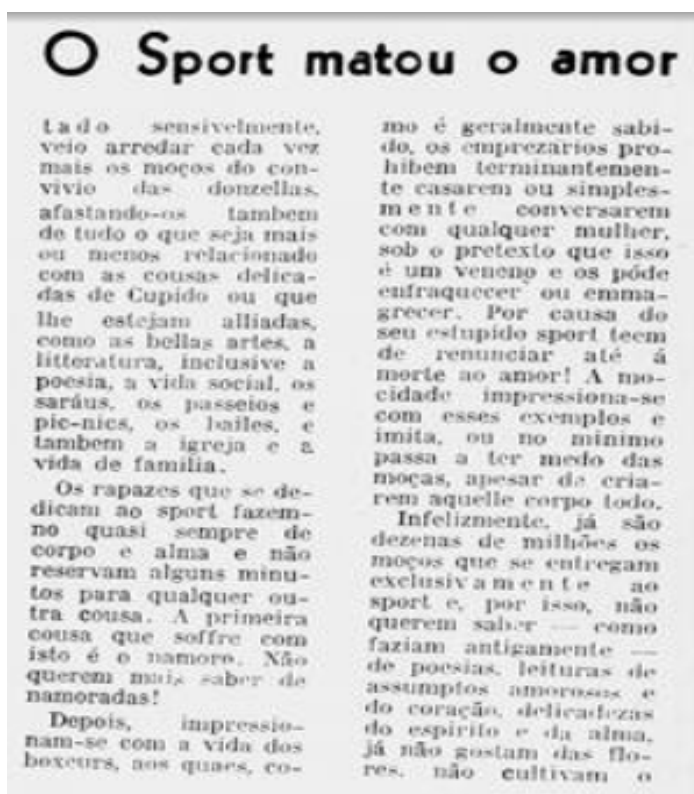 O Sport matou o amor
tado sensivelmente,
veio arredar cada vez
mais os moços do con-
vivio das donzellas,
afastando-os tambem
de tudo o que seja mais
ou menos relacionado
com as cousas delica-
das de Cupido ou que
lhe estejam alliadas,
como as bellas artes, a
litteratura, inclusive a
poesia, a vida social, os
saráus, os passeios e
pic-nics, os bailes, e
tambem a igreja e a
vida de familia.
Os rapazes que se de-
dicam ao sport fazem-
no quasi sempre de
corpo e alma e não
reservam alguns minu-
tos para qualquer ou-
tra cousa. A primeira
cousa que soffre com
isto é o namoro. Não
querem mais saber de
namoradas!
Depois, impressio-
nam-se com a vida dos
boxeurs, aos quaes, co-
mo é geralmente sabi-
do, os emprezarios pro-
hibem terminantemen-
te casarem ou simples-
mente conversarem
com qualquer mulher,
sob o pretexto que isso
é um veneno e os póde
enfraquecer ou emma-
grecer. Por causa do
seu estupido sport teem
de renunciar até á
morte ao amor! A mo-
cidade impressiona-se
com esses exemplos e
imita, ou no minimo
passa a ter medo das
moças, apesar de cria-
rem aquelle corpo todo.
Infelizmente, já são
dezenas de milhões os
moços que se entregam
exclusivamente ao
sport e, por isso, não
querem saber — como
faziam antigamente —
de poesias, leituras de
assumptos amorosos e
do coração, delicadezas
do espirito e da alma,
já não gostam das flo-
res, não cultivam o